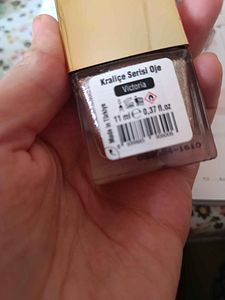 Kraliçe Serisi Oje
Victoria
11 ml ℮ 0.37 fl.oz
Made in Türkiye